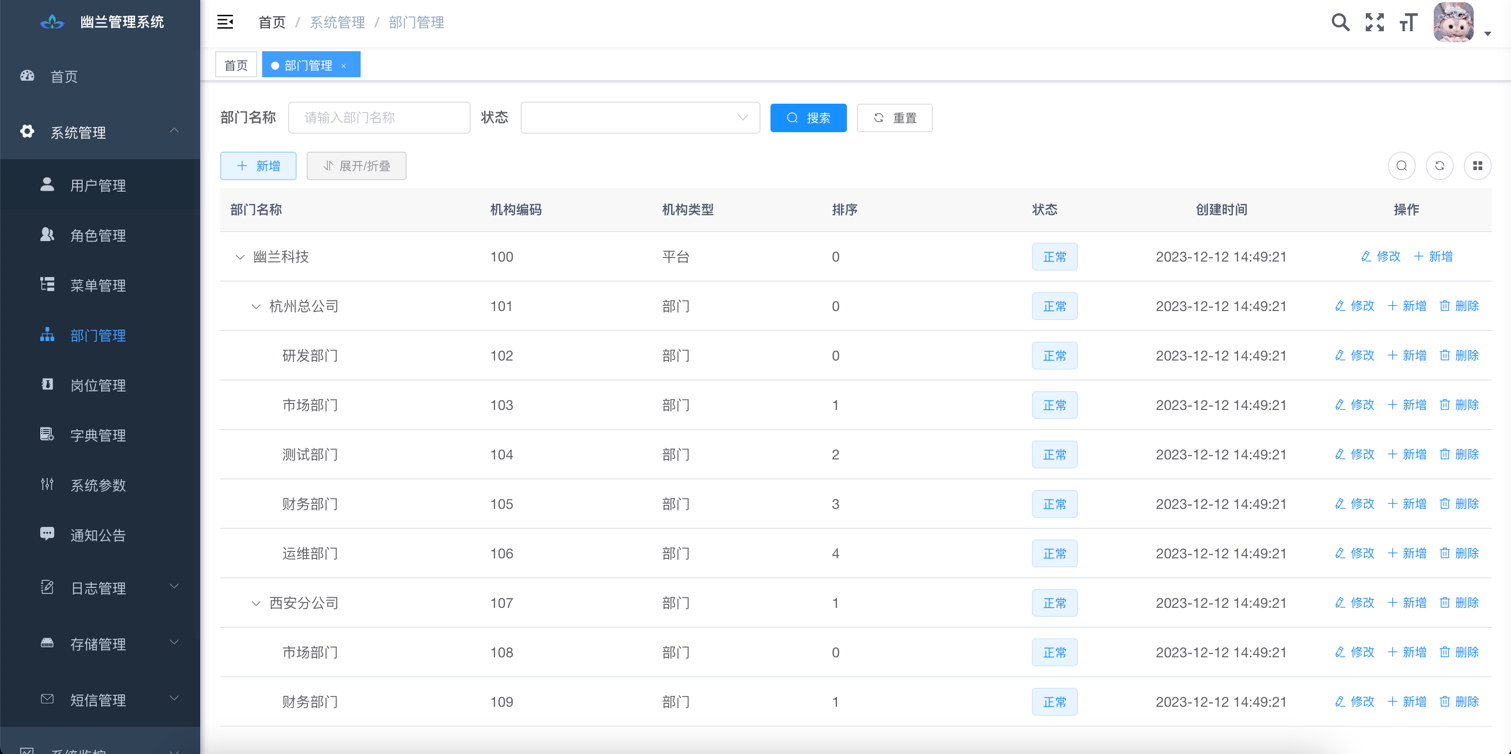 幽兰管理系统
首页 / 系统管理 / 部门管理
首页
部门管理 ×
首页
系统管理
用户管理
角色管理
菜单管理
部门管理
岗位管理
字典管理
系统参数
通知公告
日志管理
存储管理
短信管理
系统监控
部门名称 请输入部门名称 状态 搜索 重置
新增 展开/折叠
部门名称 机构编码 机构类型 排序 状态 创建时间 操作
幽兰科技 100 平台 0 正常 2023-12-12 14:49:21 修改 新增
杭州总公司 101 部门 0 正常 2023-12-12 14:49:21 修改 新增 删除
研发部门 102 部门 0 正常 2023-12-12 14:49:21 修改 新增 删除
市场部门 103 部门 1 正常 2023-12-12 14:49:21 修改 新增 删除
测试部门 104 部门 2 正常 2023-12-12 14:49:21 修改 新增 删除
财务部门 105 部门 3 正常 2023-12-12 14:49:21 修改 新增 删除
运维部门 106 部门 4 正常 2023-12-12 14:49:21 修改 新增 删除
西安分公司 107 部门 1 正常 2023-12-12 14:49:21 修改 新增 删除
市场部门 108 部门 0 正常 2023-12-12 14:49:21 修改 新增 删除
财务部门 109 部门 1 正常 2023-12-12 14:49:21 修改 新增 删除